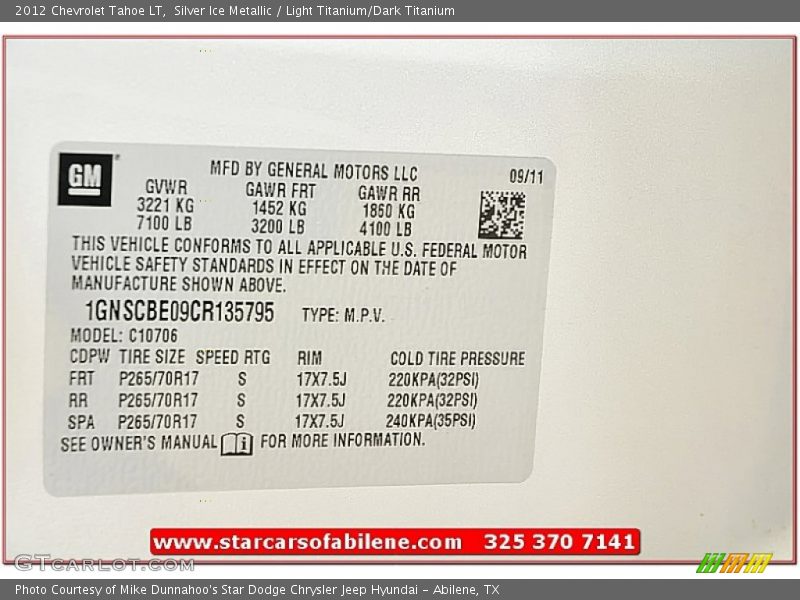 2012 Chevrolet Tahoe LT,  Silver Ice Metallic / Light Titanium/Dark Titanium
GM
MFD BY GENERAL MOTORS LLC 09/11
GVWR GAWR FRT GAWR RR
3221 KG 1452 KG 1860 KG
7100 LB 3200 LB 4100 LB
THIS VEHICLE CONFORMS TO ALL APPLICABLE U.S. FEDERAL MOTOR
VEHICLE SAFETY STANDARDS IN EFFECT ON THE DATE OF
MANUFACTURE SHOWN ABOVE.
1GNSCBE09CR135795 TYPE: M.P.V.
MODEL: C10706
CDPW TIRE SIZE SPEED RTG RIM COLD TIRE PRESSURE
FRT P265/70R17 S 17X7.5J 220KPA(32PSI)
RR P265/70R17 S 17X7.5J 220KPA(32PSI)
SPA P265/70R17 S 17X7.5J 240KPA(35PSI)
SEE OWNER'S MANUAL FOR MORE INFORMATION.
www.starcarsofabilene.com 325 370 7141
GTCarLot.com
Photo Courtesy of Mike Dunnahoo's Star Dodge Chrysler Jeep Hyundai - Abilene, TX